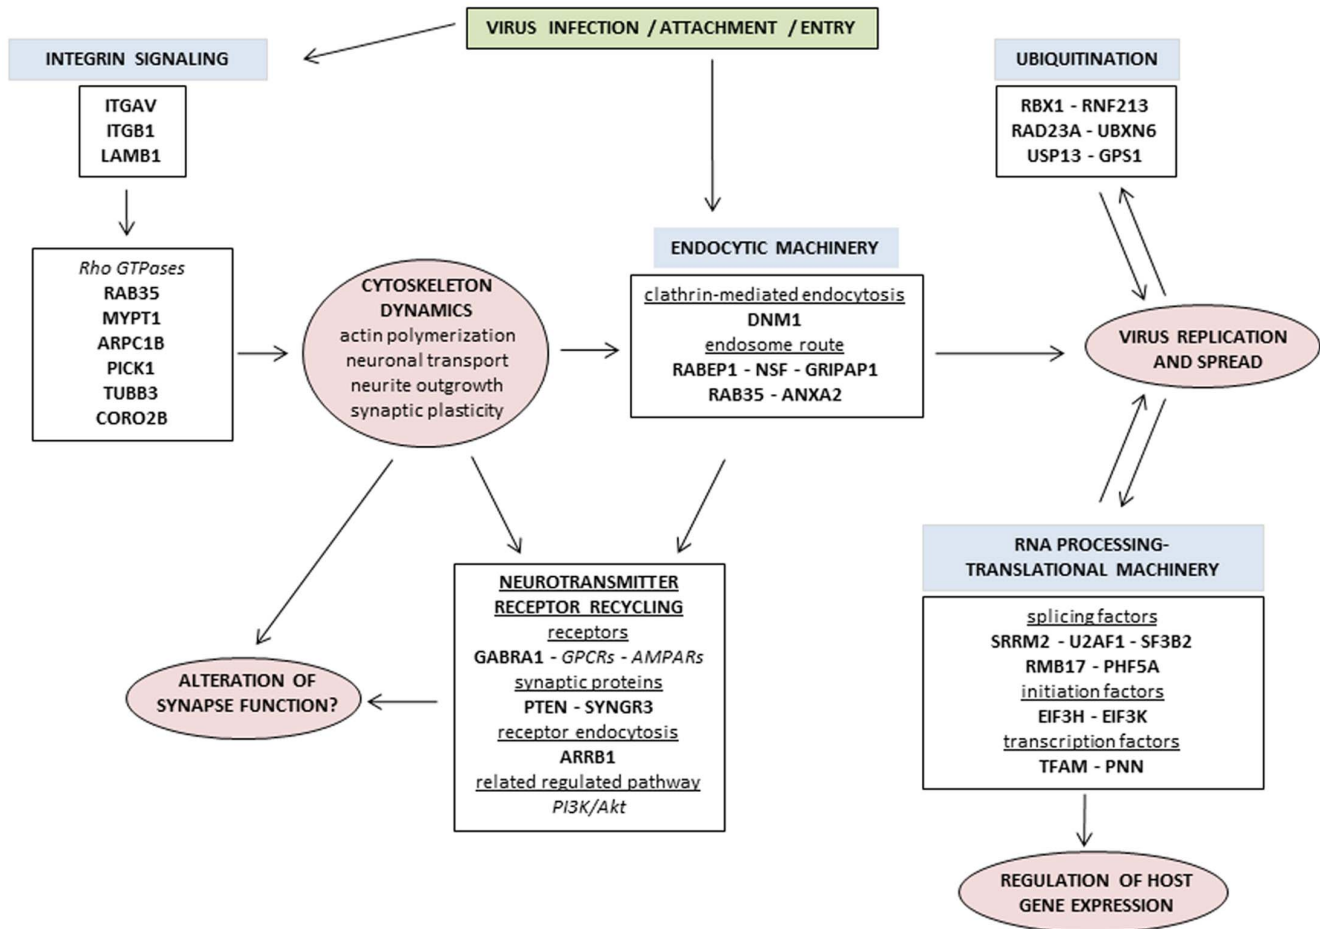 VIRUS INFECTION / ATTACHMENT / ENTRY
INTEGRIN SIGNALING
ITGAV
ITGB1
LAMB1
Rho GTPases
RAB35
MYPT1
ARPC1B
PICK1
TUBB3
CORO2B
CYTOSKELETON
DYNAMICS
actin polymerization
neuronal transport
neurite outgrowth
synaptic plasticity
ENDOCYTIC MACHINERY
clathrin-mediated endocytosis
DNM1
endosome route
RABEP1 - NSF - GRIPAP1
RAB35 - ANXA2
UBIQUITINATION
RBX1 - RNF213
RAD23A - UBXN6
USP13 - GPS1
VIRUS REPLICATION
AND SPREAD
NEUROTRANSMITTER
RECEPTOR RECYCLING
receptors
GABRA1 - GPCRs - AMPARs
synaptic proteins
PTEN - SYNGR3
receptor endocytosis
ARRB1
related regulated pathway
PI3K/Akt
ALTERATION OF
SYNAPSE FUNCTION?
RNA PROCESSING-
TRANSLATIONAL MACHINERY
splicing factors
SRRM2 - U2AF1 - SF3B2
RMB17 - PHF5A
initiation factors
EIF3H - EIF3K
transcription factors
TFAM - PNN
REGULATION OF HOST
GENE EXPRESSION